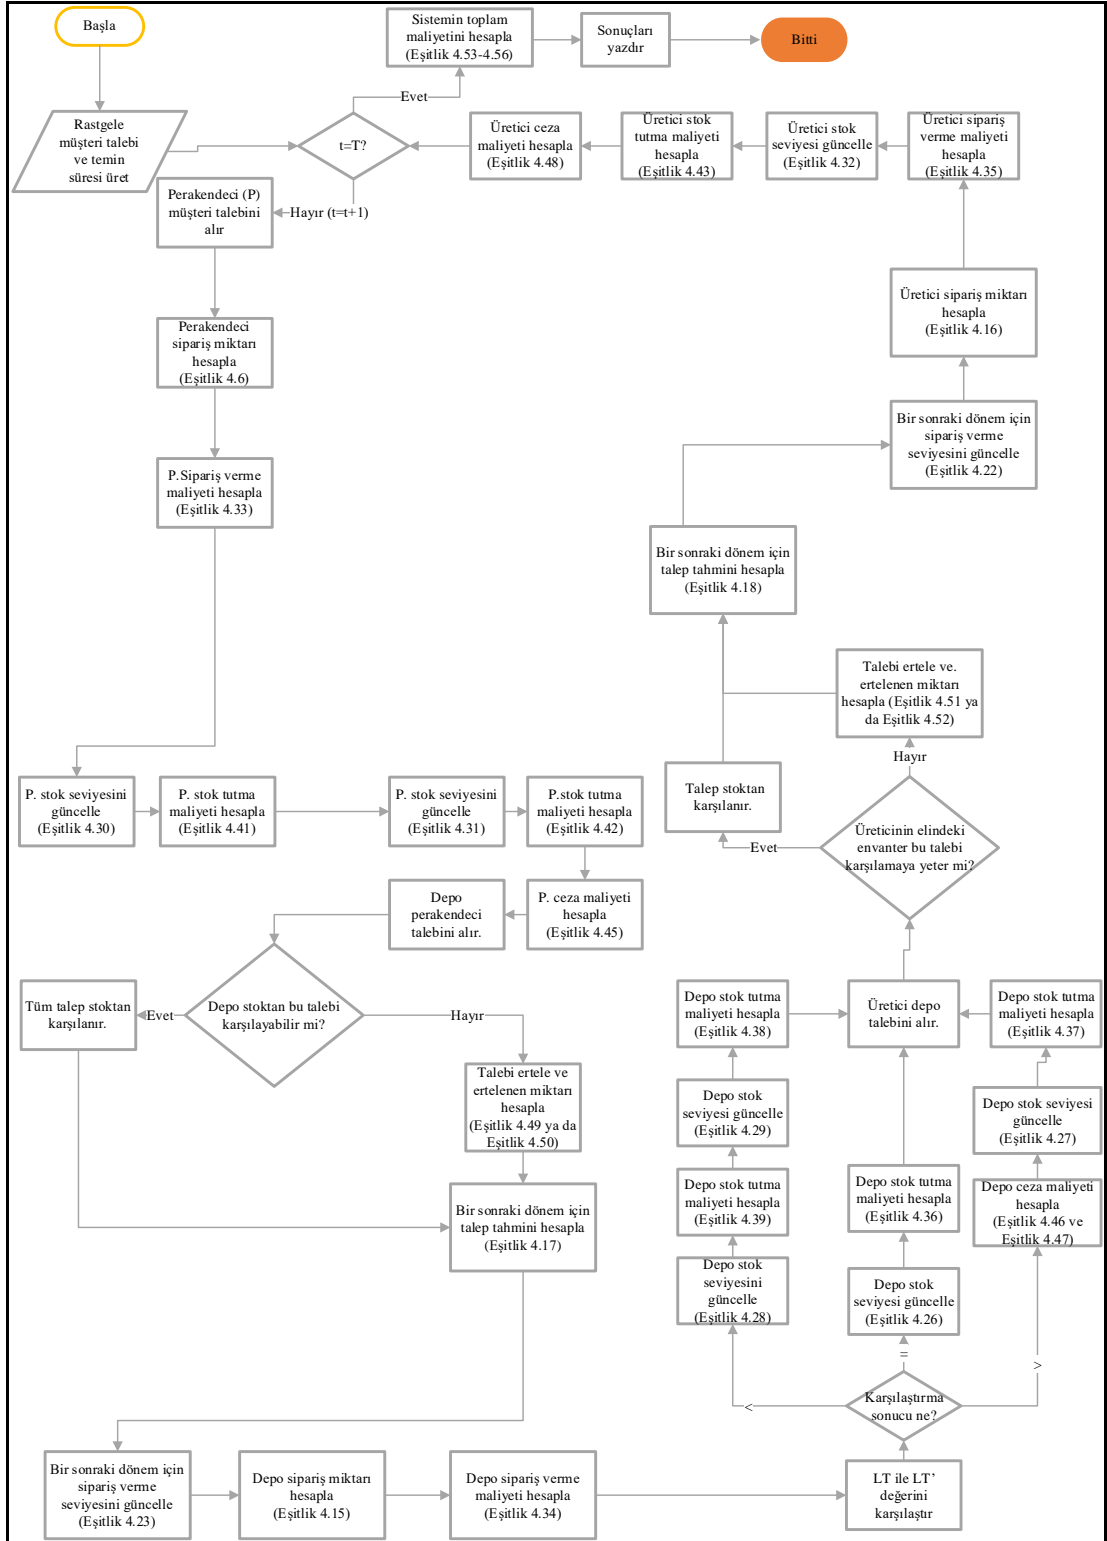 Başla
Sistemin toplam
maliyetini hesapla
(Eşitlik 4.53-4.56)
Sonuçları
yazdır
Bitti
Evet
Rastgele
müşteri talebi
ve temin
süresi üret
t=T?
Üretici ceza
maliyeti hesapla
(Eşitlik 4.48)
Üretici stok
tutma maliyeti
hesapla
(Eşitlik 4.43)
Üretici stok
seviyesi güncelle
(Eşitlik 4.32)
Üretici sipariş
verme maliyeti
hesapla
(Eşitlik 4.35)
Hayır (t=t+1)
Perakendeci (P)
müşteri talebini
alır
Üretici sipariş miktarı
hesapla
(Eşitlik 4.16)
Perakendeci
sipariş miktarı
hesapla
(Eşitlik 4.6)
Bir sonraki dönem için
sipariş verme
seviyesini güncelle
(Eşitlik 4.22)
P.Sipariş verme
maliyeti hesapla
(Eşitlik 4.33)
Bir sonraki dönem için
talep tahmini hesapla
(Eşitlik 4.18)
Talebi ertele ve.
ertelenen miktarı
hesapla (Eşitlik 4.51 ya
da Eşitlik 4.52)
Hayır
P. stok seviyesini
güncelle
(Eşitlik 4.30)
P. stok tutma
maliyeti hesapla
(Eşitlik 4.41)
P. stok seviyesini
güncelle
(Eşitlik 4.31)
P.stok tutma
maliyeti hesapla
(Eşitlik 4.42)
Talep stoktan
karşılanır.
Evet
Üreticinin elindeki
envanter bu talebi
karşılamaya yeter mi?
Depo
perakendeci
talebini alır.
P. ceza maliyeti
hesapla
(Eşitlik 4.45)
Tüm talep stoktan
karşılanır.
Evet
Depo stoktan bu talebi
karşılayabilir mi?
Hayır
Depo stok tutma
maliyeti hesapla
(Eşitlik 4.38)
Üretici depo
talebini alır.
Depo stok tutma
maliyeti hesapla
(Eşitlik 4.37)
Talebi ertele ve
ertelenen miktarı
hesapla
(Eşitlik 4.49 ya da
Eşitlik 4.50)
Depo stok
seviyesi güncelle
(Eşitlik 4.29)
Depo stok seviyesi
güncelle
(Eşitlik 4.27)
Bir sonraki dönem için
talep tahmini hesapla
(Eşitlik 4.17)
Depo stok tutma
maliyeti hesapla
(Eşitlik 4.39)
Depo stok tutma
maliyeti hesapla
(Eşitlik 4.36)
Depo ceza maliyeti
hesapla
(Eşitlik 4.46 ve
Eşitlik 4.47)
Depo stok
seviyesini
güncelle
(Eşitlik 4.28)
Depo stok
seviyesi güncelle
(Eşitlik 4.26)
=
>
<
Karşılaştırma
sonucu ne?
Bir sonraki dönem için
sipariş verme
seviyesini güncelle
(Eşitlik 4.23)
Depo sipariş miktarı
hesapla
(Eşitlik 4.15)
Depo sipariş verme
maliyeti hesapla
(Eşitlik 4.34)
LT ile LT’
değerini
karşılaştır